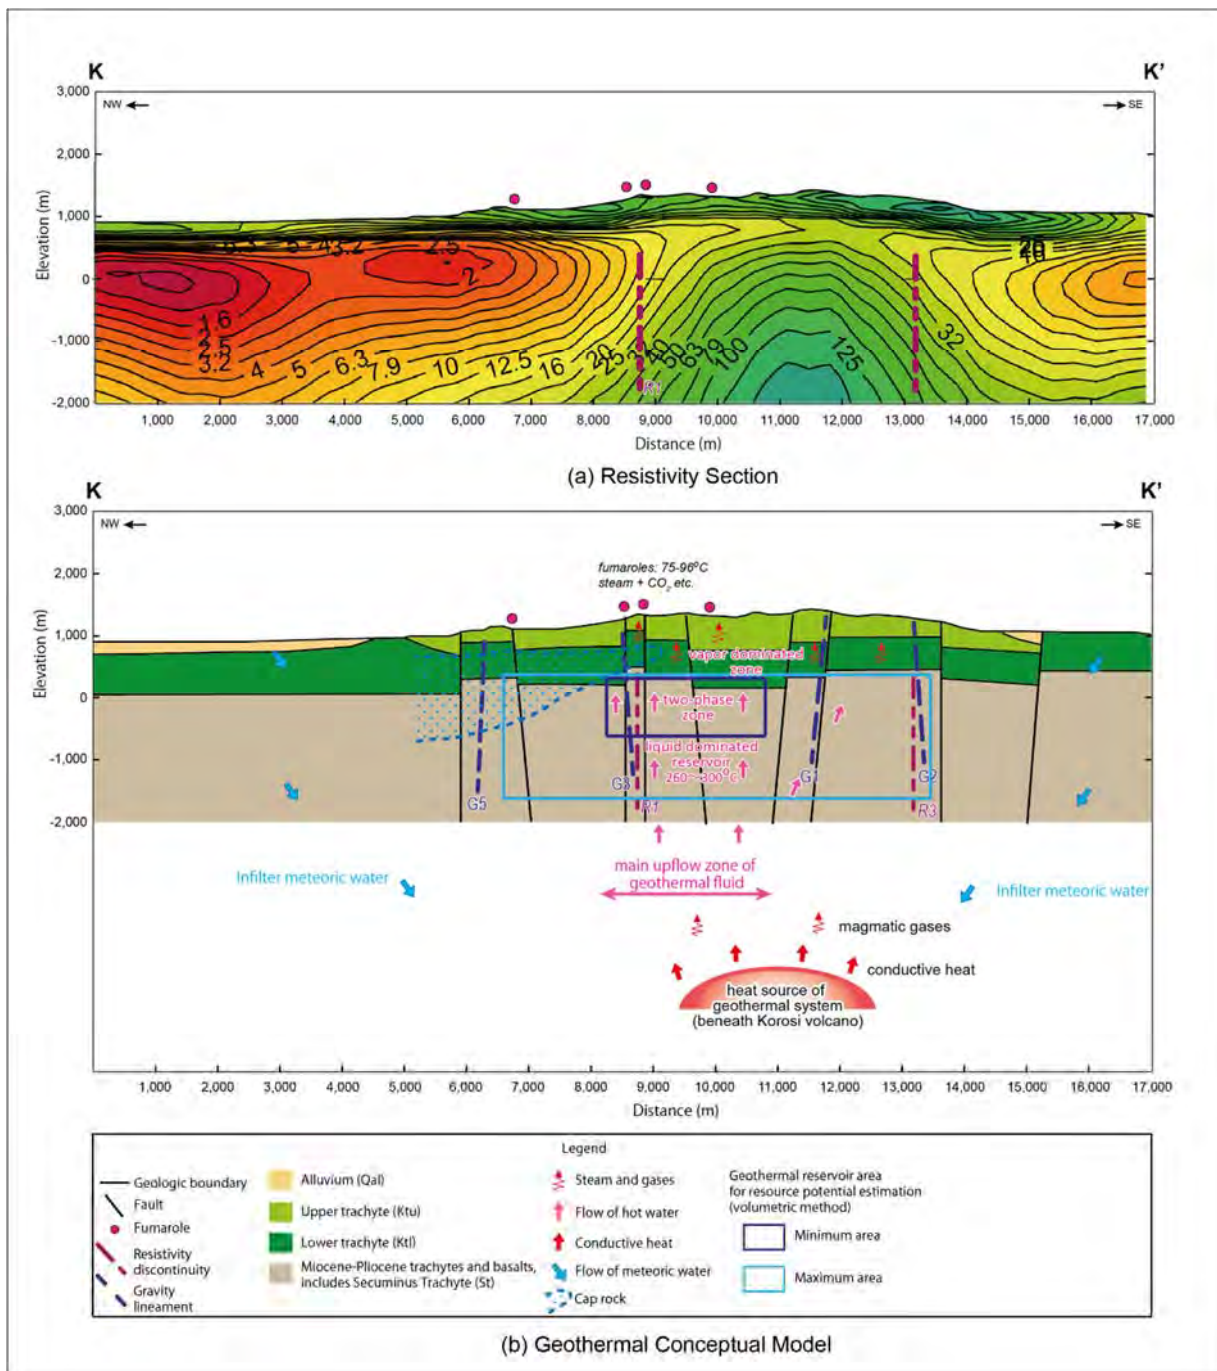 K K'
3,000
NW SE
2,000
1,000
0
-1,000
-2,000
Elevation (m)
6.3 5 4 3.2 2.5
2
1.6
2
2.5
3.2
4 5 6.3 7.9 10 12.5 16 20 25 32 40 50 63 79 100 125
32
25
20
16
R1
1,000 2,000 3,000 4,000 5,000 6,000 7,000 8,000 9,000 10,000 11,000 12,000 13,000 14,000 15,000 16,000 17,000
Distance (m)
(a) Resistivity Section
K K'
3,000
NW SE
2,000
1,000
0
-1,000
-2,000
Elevation (m)
fumaroles: 75-96°C
steam + CO2 etc.
vapor dominated
zone
two-phase
zone
liquid dominated
reservoir
260~300°C
G5 G3 R1 G1 G2 R3
main upflow zone of
geothermal fluid
Infilter meteoric water
Infilter meteoric water
magmatic gases
conductive heat
heat source of
geothermal system
(beneath Korosi volcano)
1,000 2,000 3,000 4,000 5,000 6,000 7,000 8,000 9,000 10,000 11,000 12,000 13,000 14,000 15,000 16,000 17,000
Distance (m)
Legend
Geologic boundary
Fault
Fumarole
Resistivity
discontinuity
Gravity
lineament
Alluvium (Qal)
Upper trachyte (Ktu)
Lower trachyte (Ktl)
Miocene-Pliocene trachytes and basalts,
includes Secuminus Trachyte (St)
Steam and gases
Flow of hot water
Conductive heat
Flow of meteoric water
Cap rock
Geothermal reservoir area
for resource potential estimation
(volumetric method)
Minimum area
Maximum area
(b) Geothermal Conceptual Model